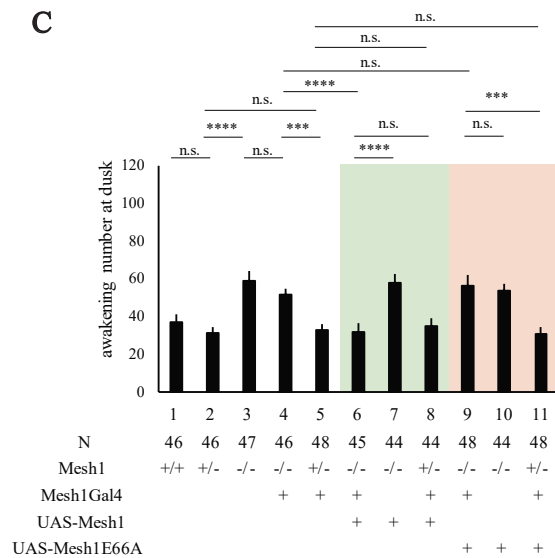 C
n.s.
n.s.
n.s.
****
n.s.
***
**** *** n.s. n.s.
n.s. n.s. ****
awakening number at dusk
120
100
80
60
40
20
0
1 2 3 4 5 6 7 8 9 10 11
N 46 46 47 46 48 45 44 44 48 44 48
Mesh1 +/+ +/- -/- -/- +/- -/- -/- +/- -/- -/- +/-
Mesh1Gal4 + + + + + +
UAS-Mesh1 + + +
UAS-Mesh1E66A + + +